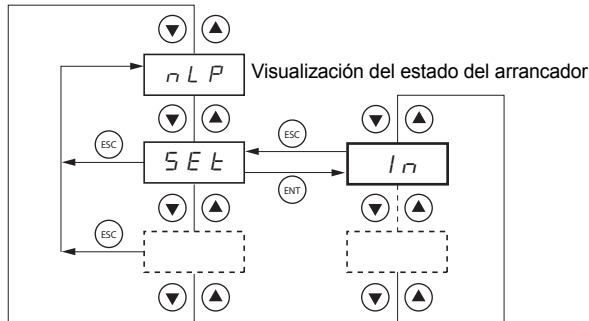 nLP Visualización del estado del arrancador
ESC
ESC SEt In
ENT
ESC